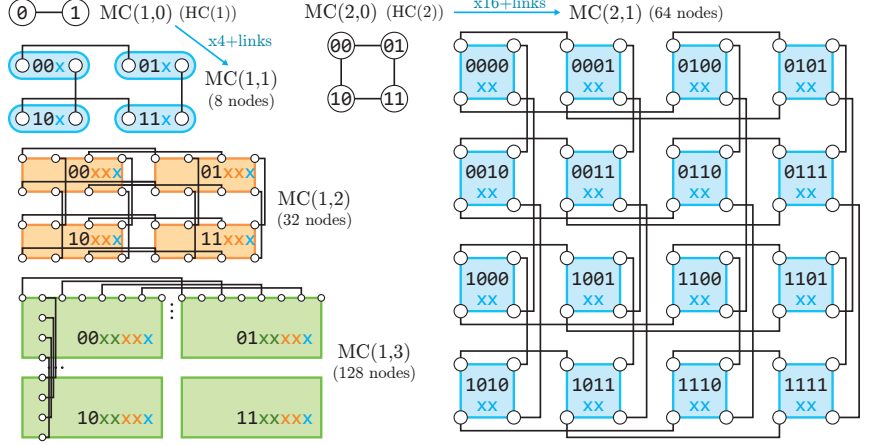 0 1 MC(1,0) (HC(1))
x4+links
00x 01x
MC(1,1)
(8 nodes)
10x 11x
00xxx 01xxx
MC(1,2)
(32 nodes)
10xxx 11xxx
00xxxxx 01xxxxx
MC(1,3)
(128 nodes)
10xxxxx 11xxxxx
MC(2,0) (HC(2))
x16+links
MC(2,1) (64 nodes)
00 01
10 11
0000 0001 0100 0101
xx xx xx xx
0010 0011 0110 0111
xx xx xx xx
1000 1001 1100 1101
xx xx xx xx
1010 1011 1110 1111
xx xx xx xx